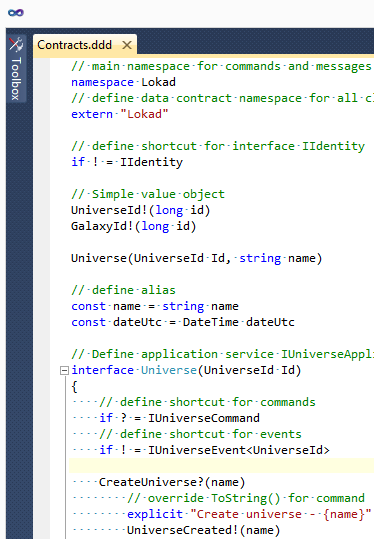 Contracts.ddd
Toolbox
// main namespace for commands and messages
namespace Lokad
// define data contract namespace for all
extern "Lokad"
// define shortcut for interface IIdentity
if ! = IIdentity
// Simple value object
UniverseId!(long id)
GalaxyId!(long id)
Universe(UniverseId Id, string name)
// define alias
const name = string name
const dateUtc = DateTime dateUtc
// Define application service IUniverseAppli
interface Universe(UniverseId Id)
{
// define shortcut for commands
if ? = IUniverseCommand
// define shortcut for events
if ! = IUniverseEvent<UniverseId>
CreateUniverse?(name)
// override ToString() for command
explicit "Create universe - {name}"
UniverseCreated!(name)